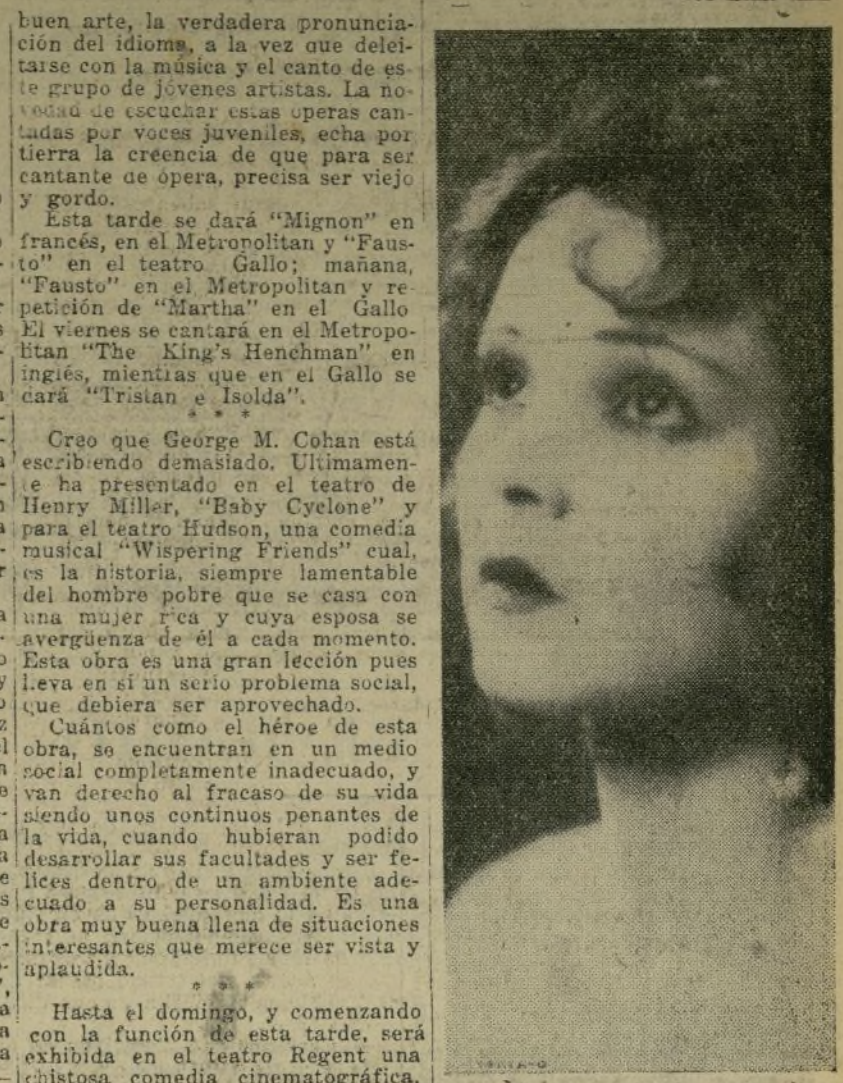 buen arte, la verdadera pronuncia-
ción del idioma, a la vez que delei-
tarse con la música y el canto de es-
te grupo de jóvenes artistas. La no-
vedad de escuchar estas operas can-
tadas por voces juveniles, echa por
tierra la creencia de que para ser
cantante de ópera, precisa ser viejo
y gordo.
Esta tarde se dará "Mignon" en
francés, en el Metropolitan y "Faus-
to" en el teatro Gallo; mañana,
"Fausto" en el Metropolitan y re-
petición de "Martha" en el Gallo
El viernes se cantará en el Metropo-
litan "The King's Henchman" en
inglés, mientras que en el Gallo se
dará "Tristan e Isolda".
* * *
Creo que George M. Cohan está
escribiendo demasiado. Ultimamen-
te ha presentado en el teatro de
Henry Miller, "Baby Cyclone" y
para el teatro Hudson, una comedia
musical "Wispering Friends" cual,
es la historia, siempre lamentable
del hombre pobre que se casa con
una mujer rica y cuya esposa se
avergüenza de él a cada momento.
Esta obra es una gran lección pues
lleva en sí un serio problema social,
que debiera ser aprovechado.
Cuántos como el héroe de esta
obra, se encuentran en un medio
social completamente inadecuado, y
van derecho al fracaso de su vida
siendo unos continuos penantes de
la vida, cuando hubieran podido
desarrollar sus facultades y ser fe-
lices dentro de un ambiente ade-
cuado a su personalidad. Es una
obra muy buena llena de situaciones
interesantes que merece ser vista y
aplaudida.
* * *
Hasta el domingo, y comenzando
con la función de esta tarde, será
exhibida en el teatro Regent una
chistosa comedia cinematográfica,